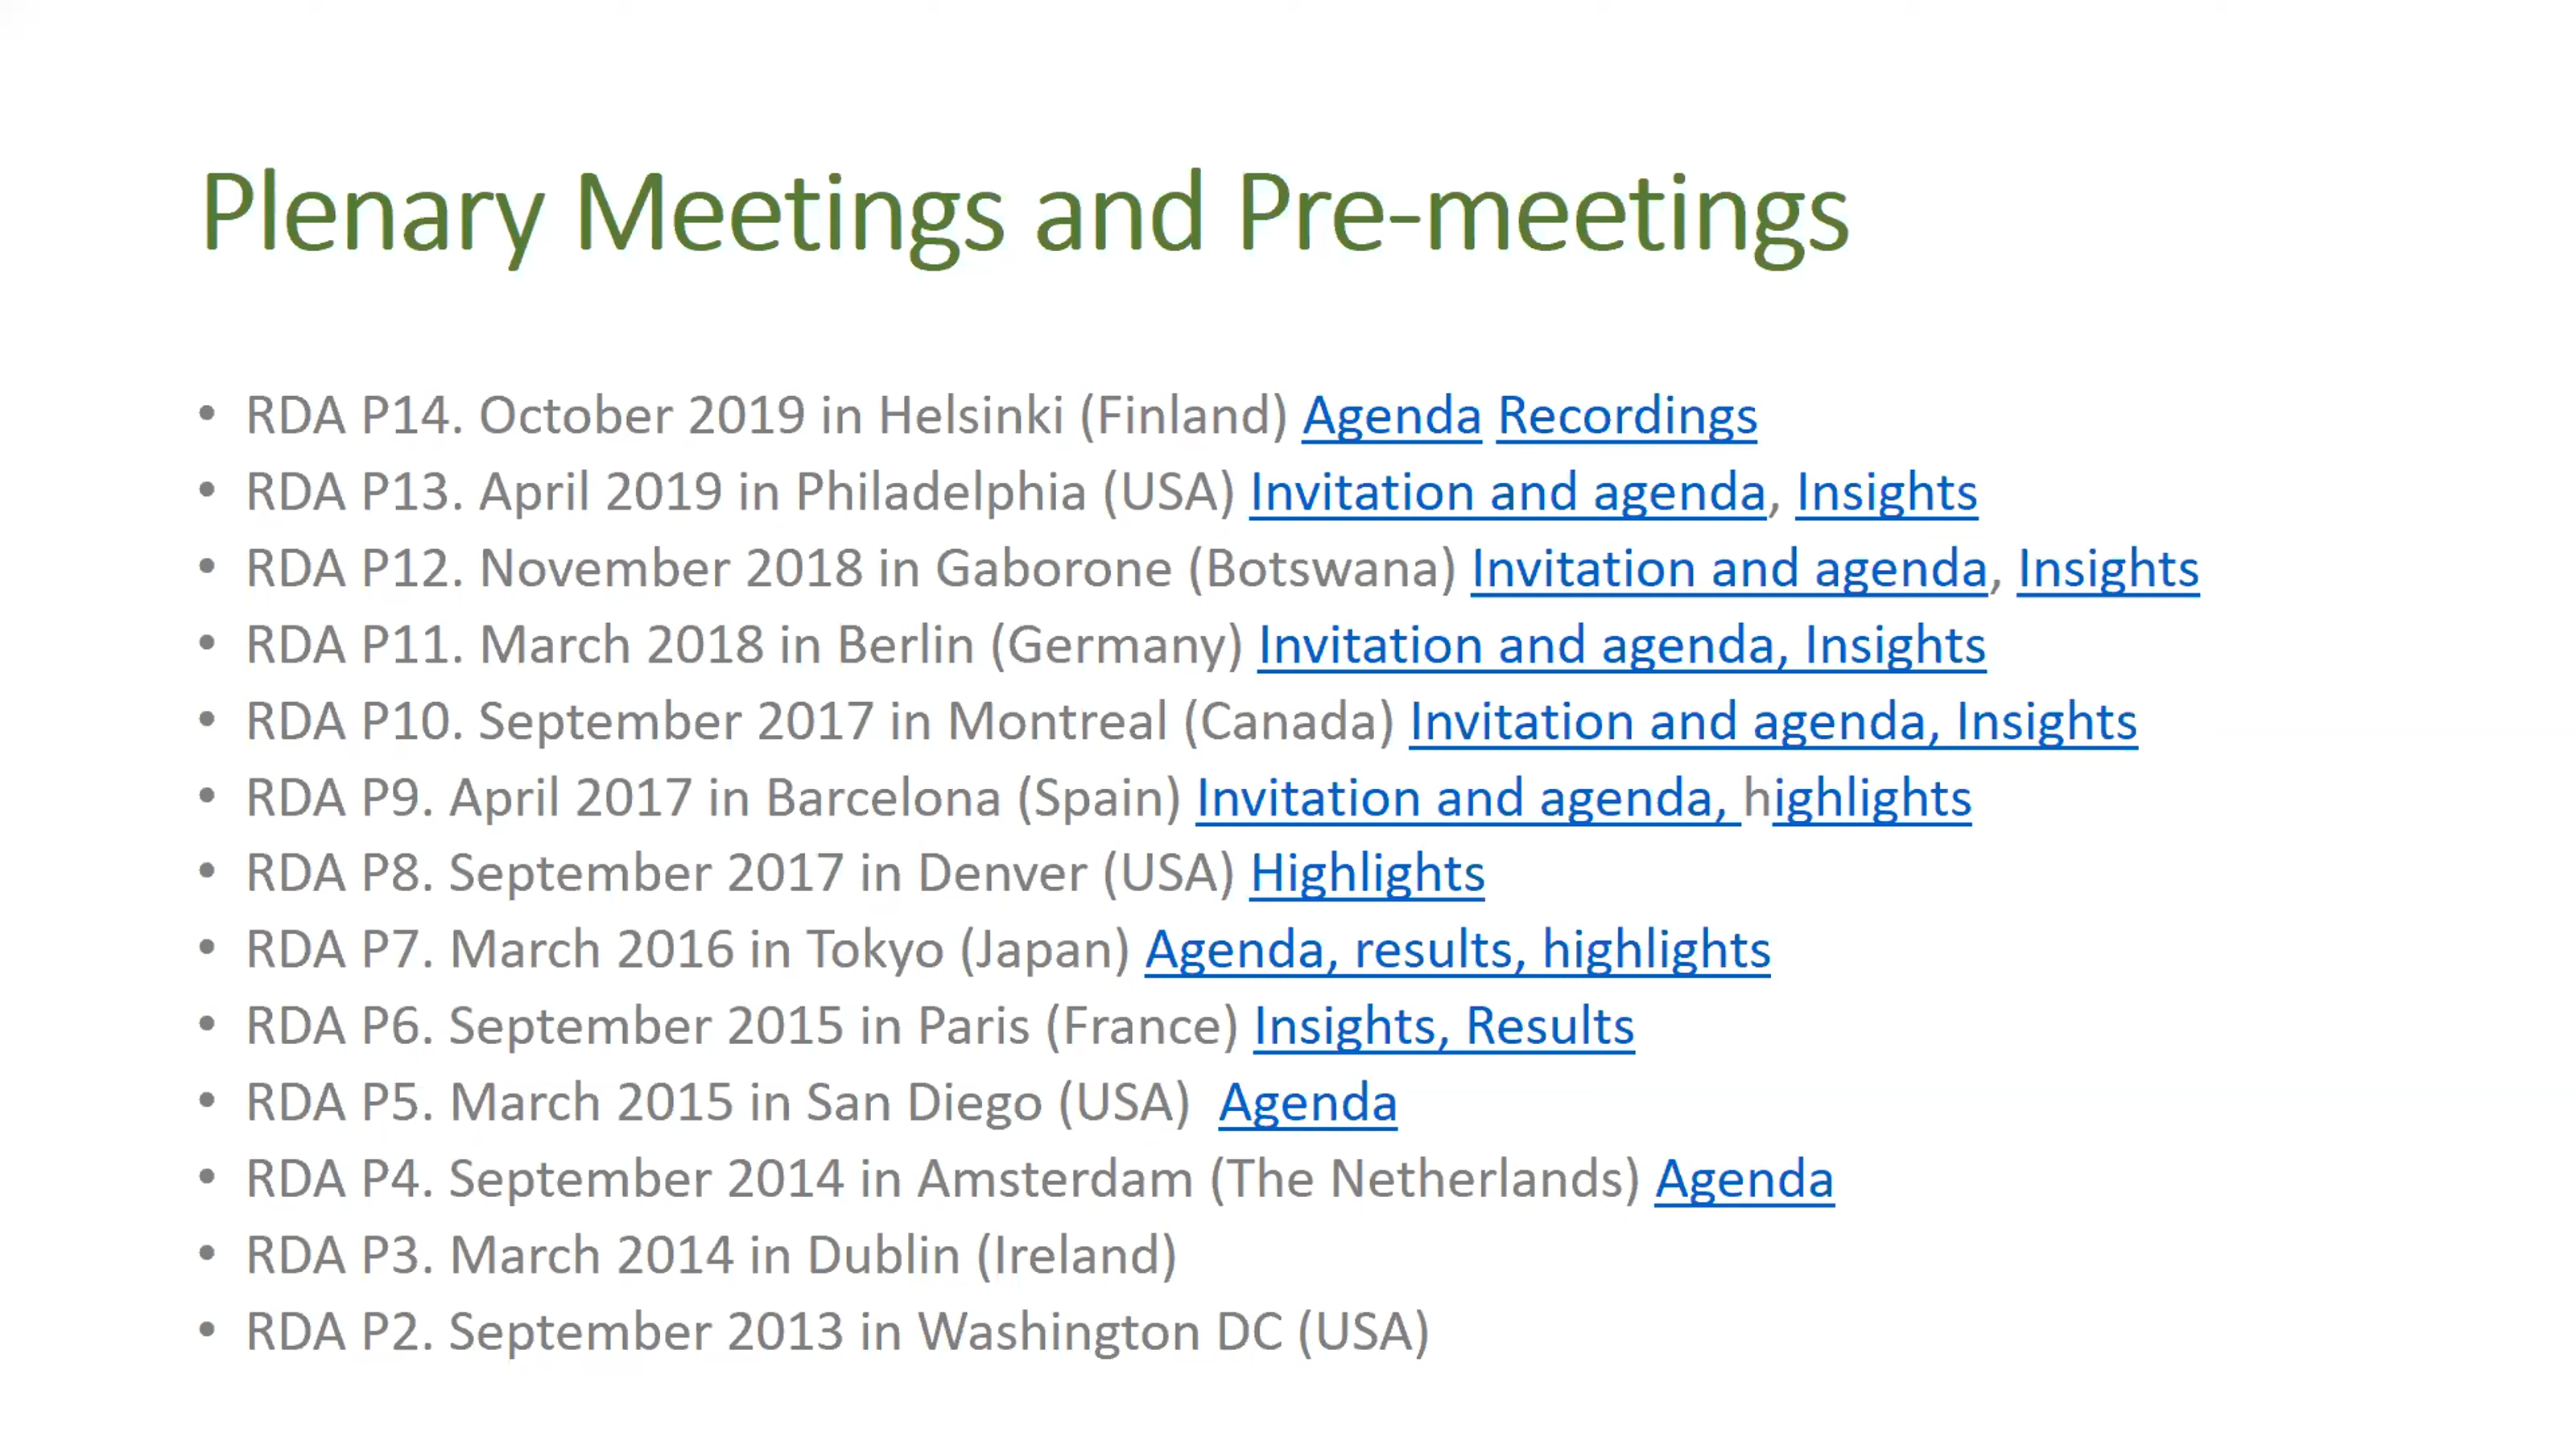 Plenary Meetings and Pre-meetings
• RDA P14. October 2019 in Helsinki (Finland) Agenda Recordings
• RDA P13. April 2019 in Philadelphia (USA) Invitation and agenda, Insights
• RDA P12. November 2018 in Gaborone (Botswana) Invitation and agenda, Insights
• RDA P11. March 2018 in Berlin (Germany) Invitation and agenda, Insights
• RDA P10. September 2017 in Montreal (Canada) Invitation and agenda, Insights
• RDA P9. April 2017 in Barcelona (Spain) Invitation and agenda, highlights
• RDA P8. September 2017 in Denver (USA) Highlights
• RDA P7. March 2016 in Tokyo (Japan) Agenda, results, highlights
• RDA P6. September 2015 in Paris (France) Insights, Results
• RDA P5. March 2015 in San Diego (USA) Agenda
• RDA P4. September 2014 in Amsterdam (The Netherlands) Agenda
• RDA P3. March 2014 in Dublin (Ireland)
• RDA P2. September 2013 in Washington DC (USA)